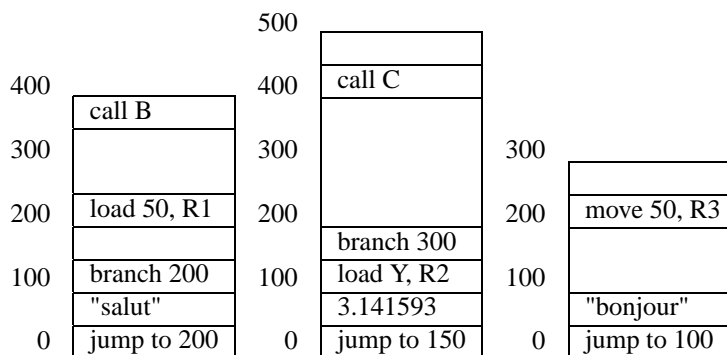 500
400
call B
300
200
load 50, R1
100
branch 200
"salut"
0
jump to 200
400
call C
300
200
branch 300
100
load Y, R2
3.141593
0
jump to 150
300
200
move 50, R3
100
"bonjour"
0
jump to 100